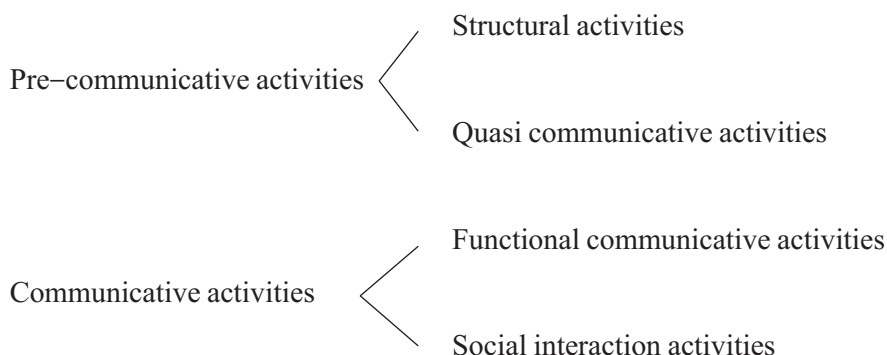 Structural activities
Pre−communicative activities
Quasi communicative activities
Functional communicative activities
Communicative activities
Social interaction activities